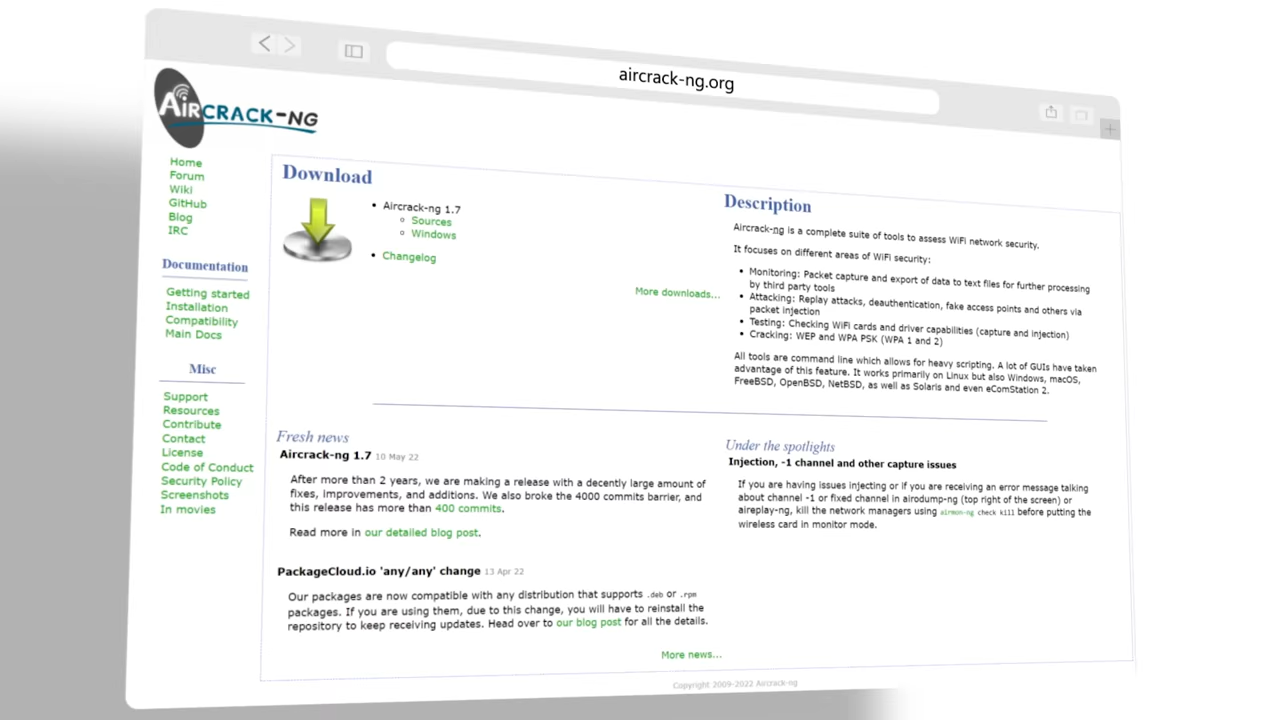 aircrack-ng.org
AIRCRACK-NG
Home
Forum
Wiki
GitHub
Blog
IRC
Documentation
Getting started
Installation
Compatibility
Main Docs
Misc
Support
Resources
Contribute
Contact
License
Code of Conduct
Security Policy
Screenshots
In movies
Download
Aircrack-ng 1.7
Sources
Windows
Changelog
More downloads...
Description
Aircrack-ng is a complete suite of tools to assess WiFi network security.
It focuses on different areas of WiFi security:
Monitoring: Packet capture and export of data to text files for further processing
by third party tools
Attacking: Replay attacks, deauthentication, fake access points and others via
packet injection
Testing: Checking WiFi cards and driver capabilities (capture and injection)
Cracking: WEP and WPA PSK (WPA 1 and 2)
All tools are command line which allows for heavy scripting. A lot of GUIs have taken
advantage of this feature. It works primarily on Linux but also Windows, macOS,
FreeBSD, OpenBSD, NetBSD, as well as Solaris and even eComStation 2.
Fresh news
Aircrack-ng 1.7 10 May 22
After more than 2 years, we are making a release with a decently large amount of
fixes, improvements, and additions. We also broke the 4000 commits barrier, and
this release has more than 400 commits.
Read more in our detailed blog post.
PackageCloud.io 'any/any' change 13 Apr 22
Our packages are now compatible with any distribution that supports .deb or .rpm
packages. If you are using them, due to this change, you will have to reinstall the
repository to keep receiving updates. Head over to our blog post for all the details.
More news...
Under the spotlights
Injection, -1 channel and other capture issues
If you are having issues injecting or if you are receiving an error message talking
about channel -1 or fixed channel in airodump-ng (top right of the screen) or
aireplay-ng, kill the network managers using airmon-ng check kill before putting the
wireless card in monitor mode.
Copyright 2009-2022 Aircrack-ng